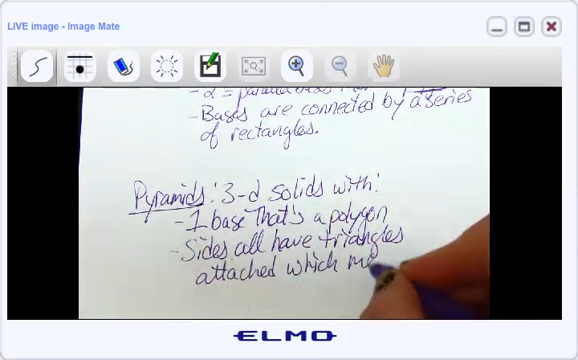 LIVE image - Image Mate
- Bases are connected by a series
of rectangles.
Pyramids: 3-d solids with:
- 1 base that's a polygon
- Sides all have triangles
attached which me
ELMO